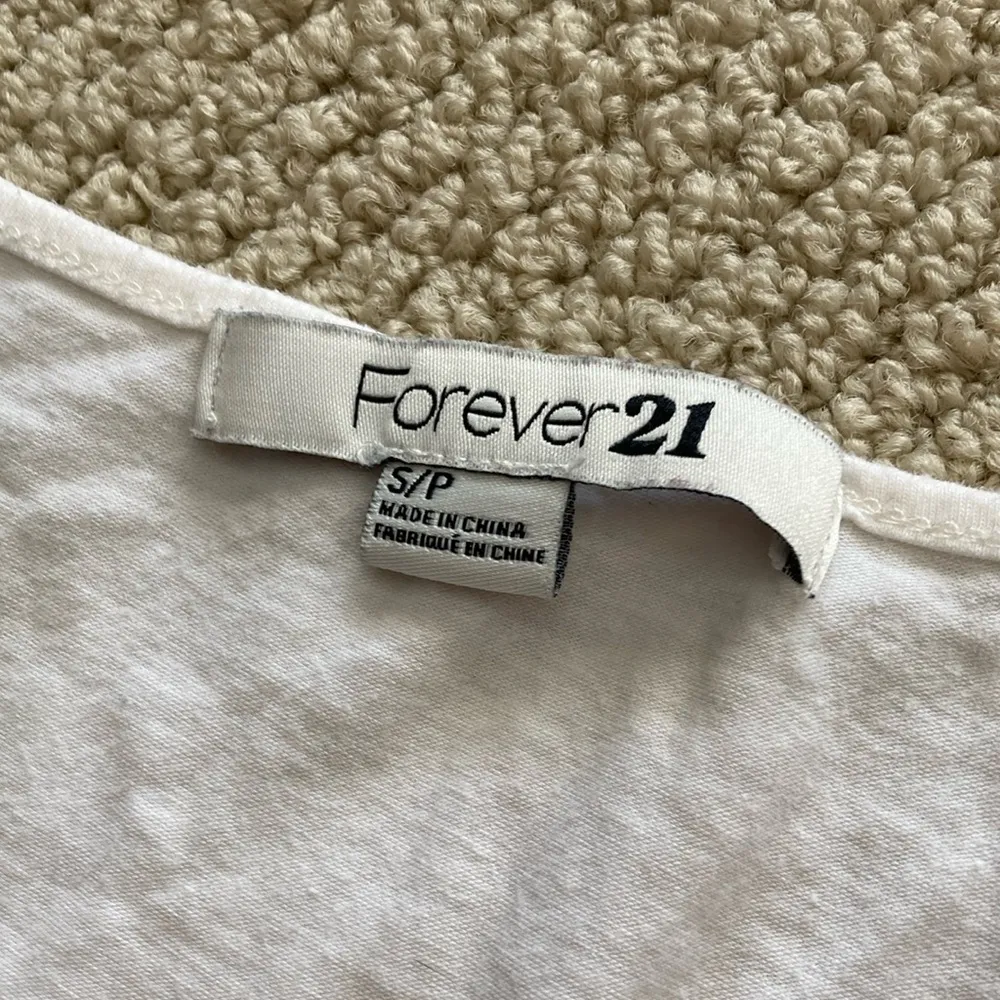 Forever21
S/P
MADE IN CHINA
FABRIQUÉ EN CHINE